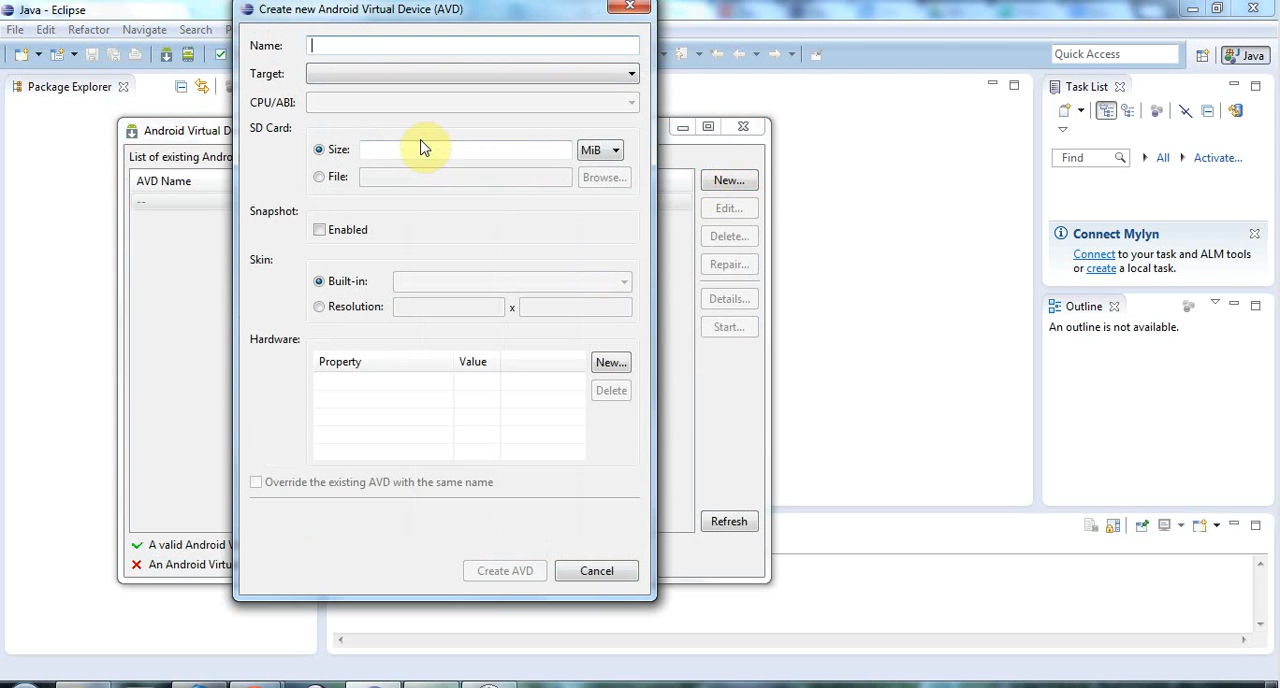 Java - Eclipse
File Edit Refactor Navigate Search
Quick Access
Java
Package Explorer
Task List
Find All Activate...
Connect Mylyn
Connect to your task and ALM tools
or create a local task.
Outline
An outline is not available.
Android Virtual D
List of existing Andro
AVD Name
--
New...
Edit...
Delete...
Repair...
Details...
Start...
Refresh
A valid Android V
An Android Virtu
Create new Android Virtual Device (AVD)
Name:
Target:
CPU/ABI:
SD Card:
Size: MiB
File: Browse...
Snapshot:
Enabled
Skin:
Built-in:
Resolution: x
Hardware:
Property Value New...
Delete
Override the existing AVD with the same name
Create AVD Cancel